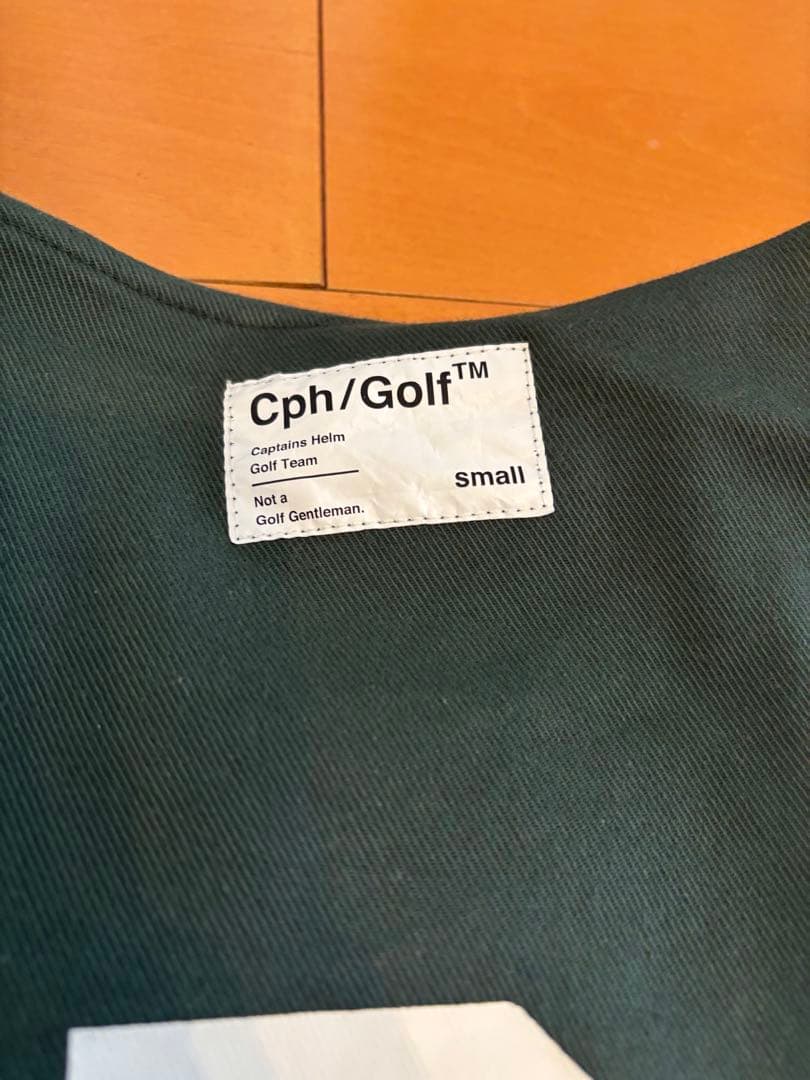 Cph/Golf™
Captains Helm
Golf Team
small
Not a
Golf Gentleman.